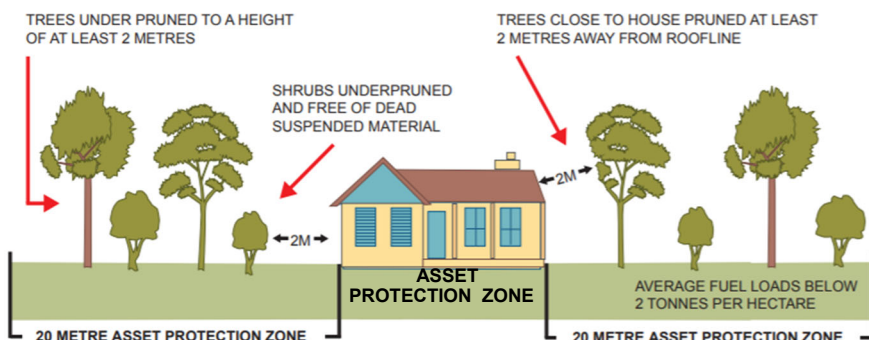 TREES UNDER PRUNED TO A HEIGHT
OF AT LEAST 2 METRES
TREES CLOSE TO HOUSE PRUNED AT LEAST
2 METRES AWAY FROM ROOFLINE
SHRUBS UNDERPRUNED
AND FREE OF DEAD
SUSPENDED MATERIAL
2M
2M
ASSET
PROTECTION ZONE
AVERAGE FUEL LOADS BELOW
2 TONNES PER HECTARE
20 METRE ASSET PROTECTION ZONE
20 METRE ASSET PROTECTION ZONE